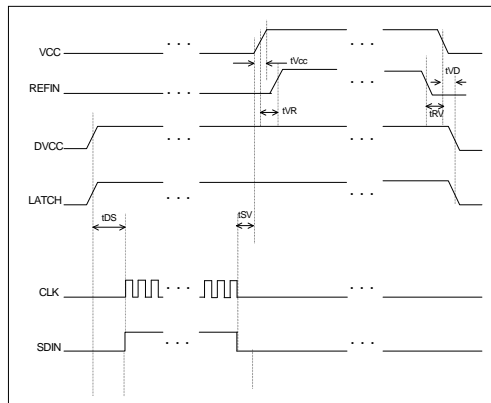 VCC
tVcc
tVD
REFIN
tVR
tRV
DVCC
LATCH
tDS
tSV
CLK
SDIN